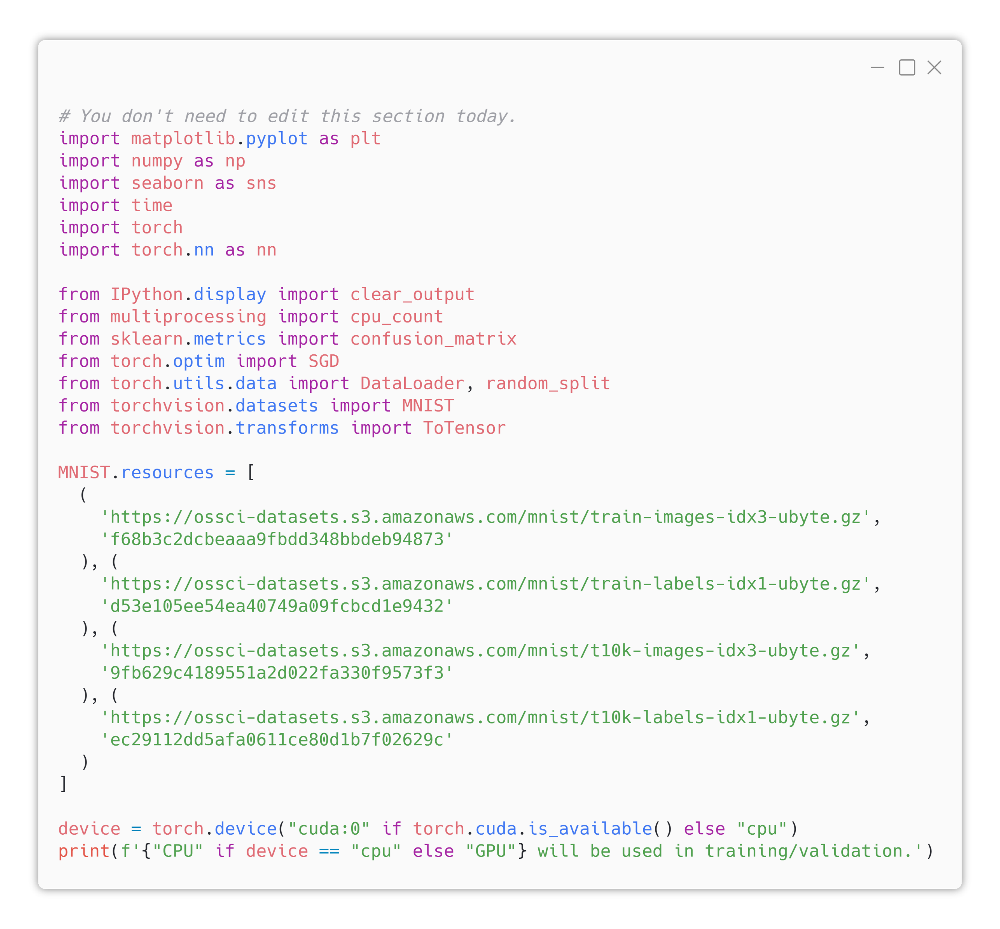 # You don't need to edit this section today.
import matplotlib.pyplot as plt
import numpy as np
import seaborn as sns
import time
import torch
import torch.nn as nn

from IPython.display import clear_output
from multiprocessing import cpu_count
from sklearn.metrics import confusion_matrix
from torch.optim import SGD
from torch.utils.data import DataLoader, random_split
from torchvision.datasets import MNIST
from torchvision.transforms import ToTensor

MNIST.resources = [
  (
    'https://ossci-datasets.s3.amazonaws.com/mnist/train-images-idx3-ubyte.gz',
    'f68b3c2dcbeaaa9fbdd348bbdeb94873'
  ), (
    'https://ossci-datasets.s3.amazonaws.com/mnist/train-labels-idx1-ubyte.gz',
    'd53e105ee54ea40749a09fcbcd1e9432'
  ), (
    'https://ossci-datasets.s3.amazonaws.com/mnist/t10k-images-idx3-ubyte.gz',
    '9fb629c4189551a2d022fa330f9573f3'
  ), (
    'https://ossci-datasets.s3.amazonaws.com/mnist/t10k-labels-idx1-ubyte.gz',
    'ec29112dd5afa0611ce80d1b7f02629c'
  )
]

device = torch.device("cuda:0" if torch.cuda.is_available() else "cpu")
print(f'{"CPU" if device == "cpu" else "GPU"} will be used in training/validation.')